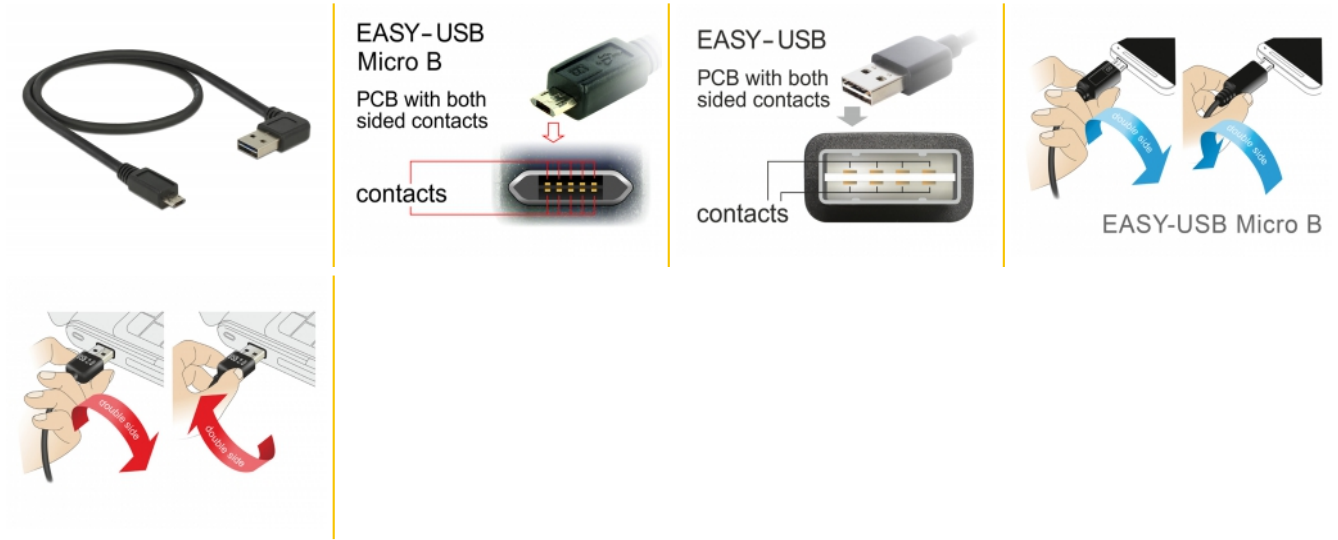 EASY-USB
Micro B
PCB with both
sided contacts
contacts
EASY-USB
PCB with both
sided contacts
contacts
double side
double side
EASY-USB Micro B
double side
double side